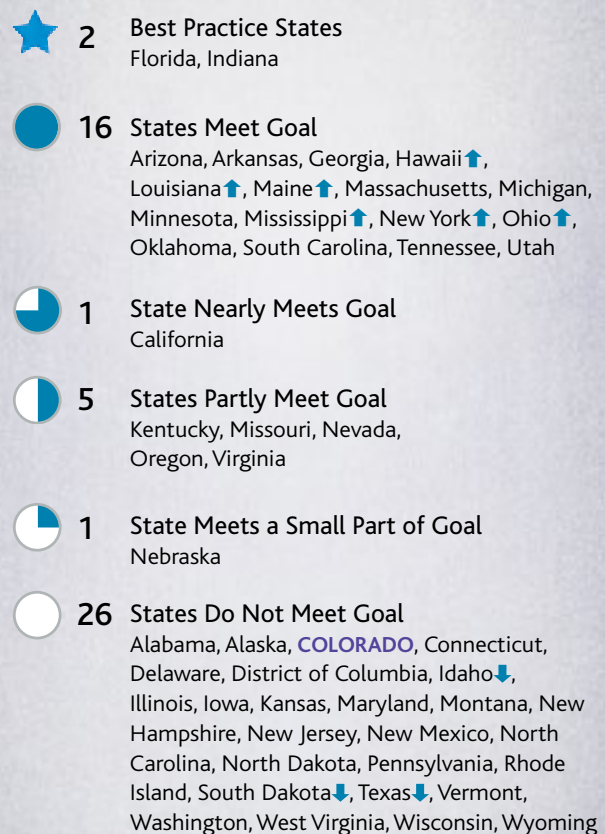 2 Best Practice States
Florida, Indiana
16 States Meet Goal
Arizona, Arkansas, Georgia, Hawaii⬆,
Louisiana⬆, Maine⬆, Massachusetts, Michigan,
Minnesota, Mississippi⬆, New York⬆, Ohio⬆,
Oklahoma, South Carolina, Tennessee, Utah
1 State Nearly Meets Goal
California
5 States Partly Meet Goal
Kentucky, Missouri, Nevada,
Oregon, Virginia
1 State Meets a Small Part of Goal
Nebraska
26 States Do Not Meet Goal
Alabama, Alaska, COLORADO, Connecticut,
Delaware, District of Columbia, Idaho⬇,
Illinois, Iowa, Kansas, Maryland, Montana, New
Hampshire, New Jersey, New Mexico, North
Carolina, North Dakota, Pennsylvania, Rhode
Island, South Dakota⬇, Texas⬇, Vermont,
Washington, West Virginia, Wisconsin, Wyoming